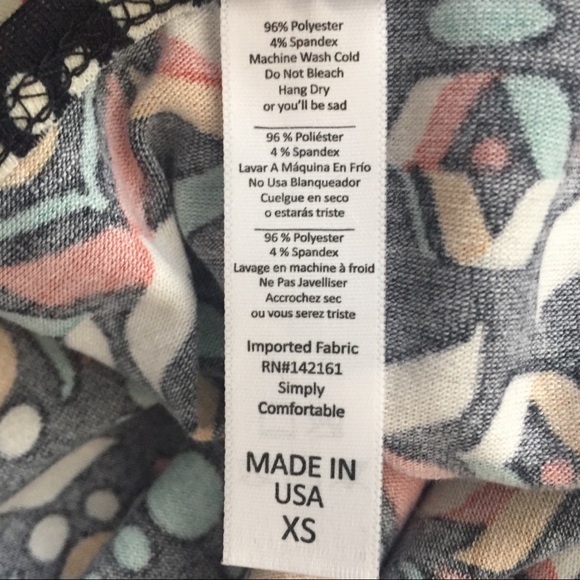 96% Polyester
4% Spandex
Machine Wash Cold
Do Not Bleach
Hang Dry
or you'll be sad
96 % Poliéster
4 % Spandex
Lavar A Máquina En Frío
No Usa Blanqueador
Cuelgue en seco
o estarás triste
96 % Polyester
4 % Spandex
Lavage en machine à froid
Ne Pas Javelliser
Accrochez sec
ou vous serez triste
Imported Fabric
RN#142161
Simply
Comfortable
MADE IN
USA
XS